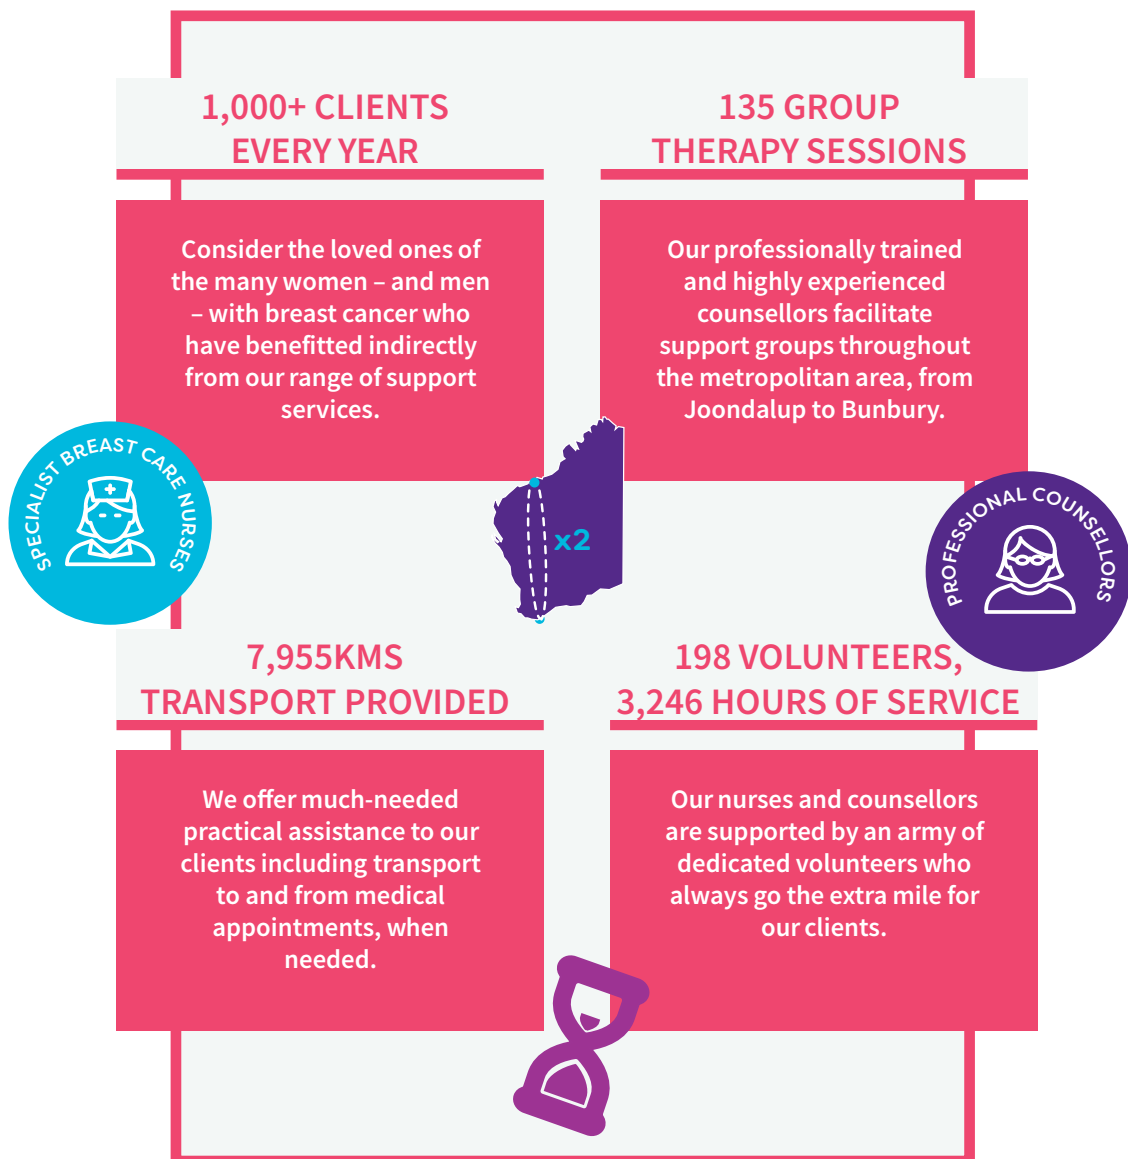 1,000+ CLIENTS
EVERY YEAR
Consider the loved ones of
the many women – and men
– with breast cancer who
have benefitted indirectly
from our range of support
services.
135 GROUP
THERAPY SESSIONS
Our professionally trained
and highly experienced
counsellors facilitate
support groups throughout
the metropolitan area, from
Joondalup to Bunbury.
SPECIALIST BREAST CARE NURSES
x2
PROFESSIONAL COUNSELLORS
7,955KMS
TRANSPORT PROVIDED
We offer much-needed
practical assistance to our
clients including transport
to and from medical
appointments, when
needed.
198 VOLUNTEERS,
3,246 HOURS OF SERVICE
Our nurses and counsellors
are supported by an army of
dedicated volunteers who
always go the extra mile for
our clients.